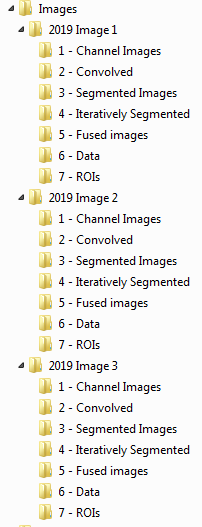 Images
2019 Image 1
1 - Channel Images
2 - Convolved
3 - Segmented Images
4 - Iteratively Segmented
5 - Fused images
6 - Data
7 - ROIs
2019 Image 2
1 - Channel Images
2 - Convolved
3 - Segmented Images
4 - Iteratively Segmented
5 - Fused images
6 - Data
7 - ROIs
2019 Image 3
1 - Channel Images
2 - Convolved
3 - Segmented Images
4 - Iteratively Segmented
5 - Fused images
6 - Data
7 - ROIs